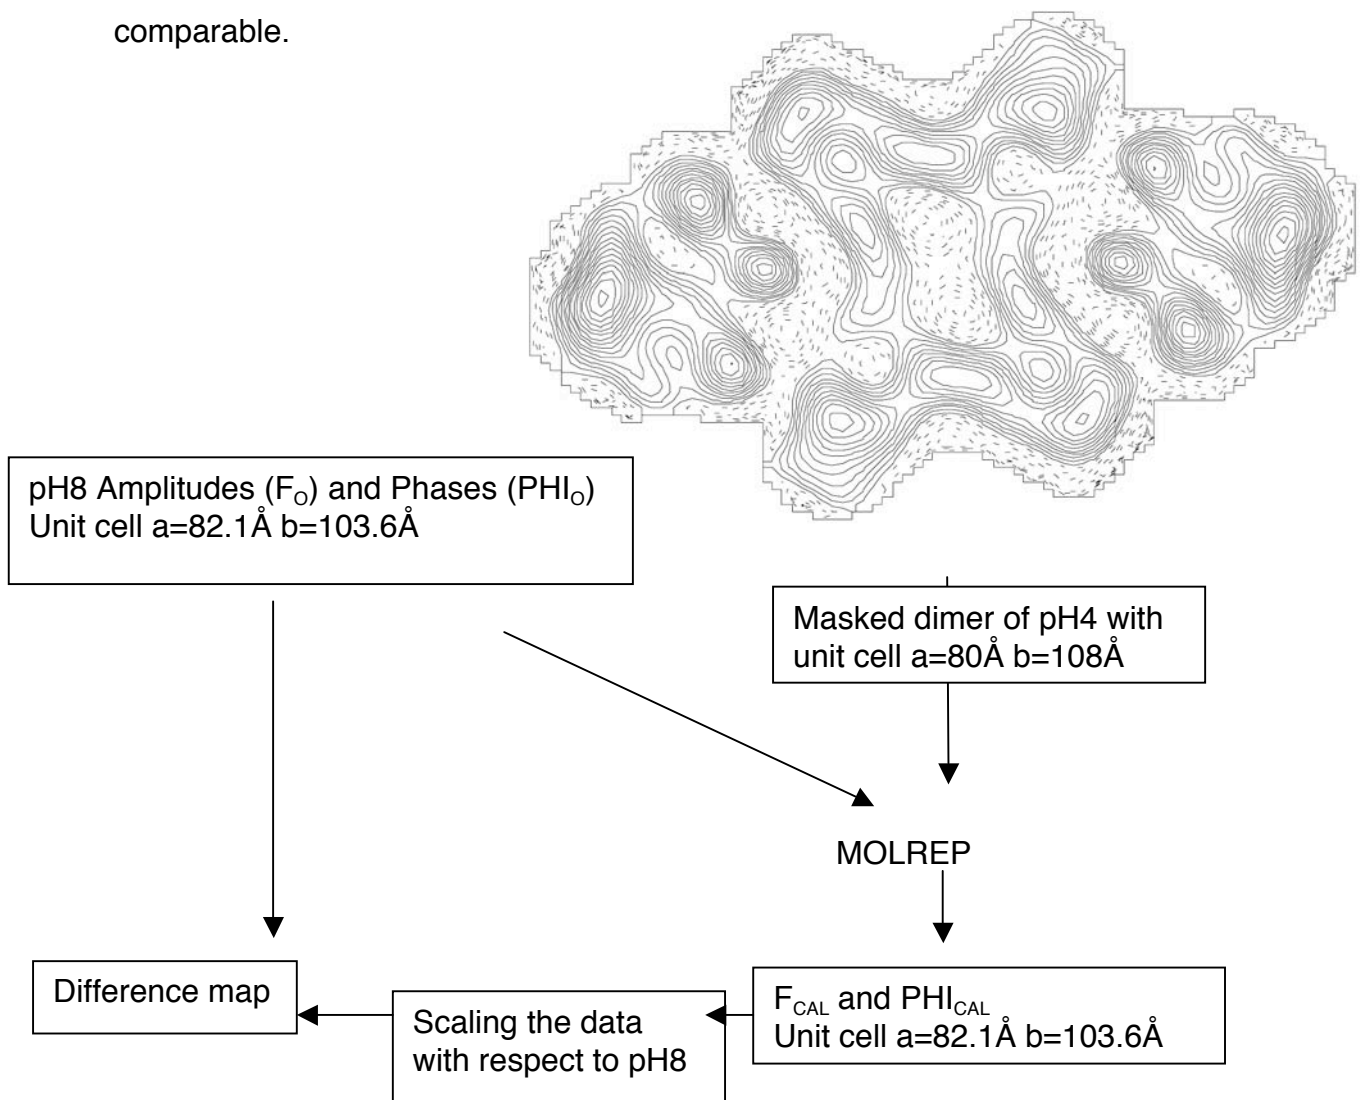 comparable.
pH8 Amplitudes (F₀) and Phases (PHI₀)
Unit cell a=82.1Å b=103.6Å
Masked dimer of pH4 with
unit cell a=80Å b=108Å
MOLREP
Difference map
Scaling the data
with respect to pH8
F_CAL and PHI_CAL
Unit cell a=82.1Å b=103.6Å